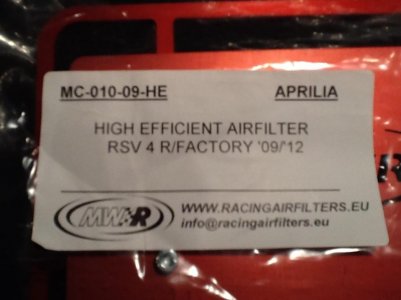 MC-010-09-HE APRILIA
HIGH EFFICIENT AIRFILTER
RSV 4 R/FACTORY '09/'12
MWR
WWW.RACINGAIRFILTERS.EU
info@racingairfilters.eu